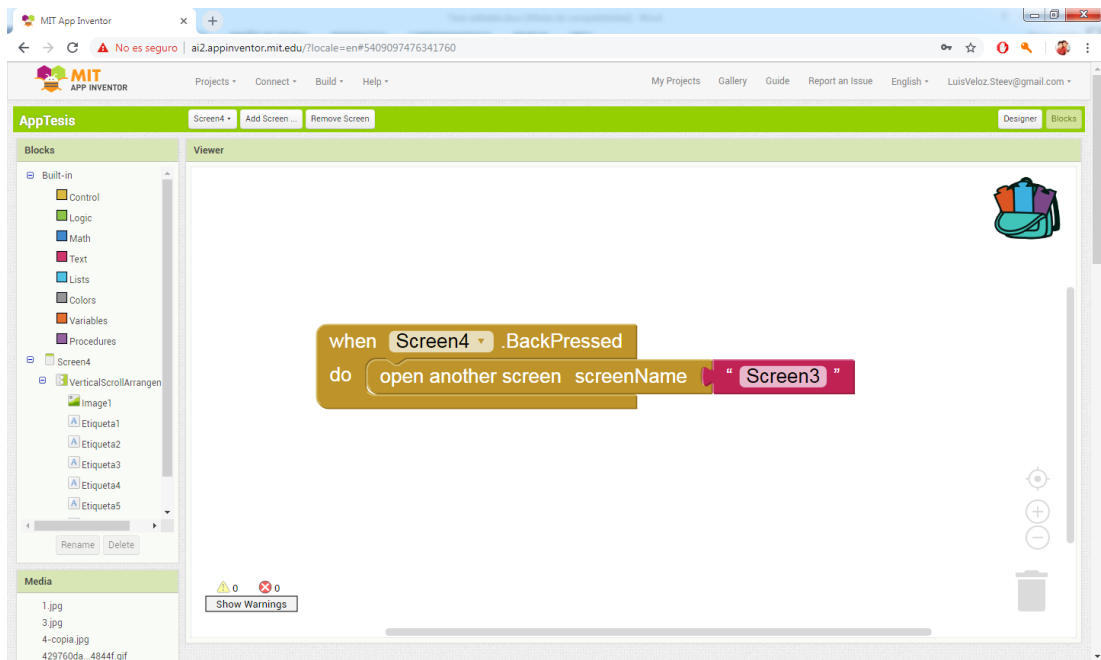 MIT App Inventor
No es seguro ai2.appinventor.mit.edu/?locale=en#5409097476341760
MIT
APP INVENTOR
Projects Connect Build Help My Projects Gallery Guide Report an Issue English LuisVeloz.Steev@gmail.com
AppTesis Screen4 Add Screen ... Remove Screen Designer Blocks
Blocks
Viewer
Built-in
Control
Logic
Math
Text
Lists
Colors
Variables
Procedures
Screen4
VerticalScrollArrangen
Image1
Etiqueta1
Etiqueta2
Etiqueta3
Etiqueta4
Etiqueta5
Rename Delete
Media
1.jpg
3.jpg
4-copia.jpg
429760da...4844f.gif
when Screen4 .BackPressed
do open another screen screenName " Screen3 "
0 0
Show Warnings